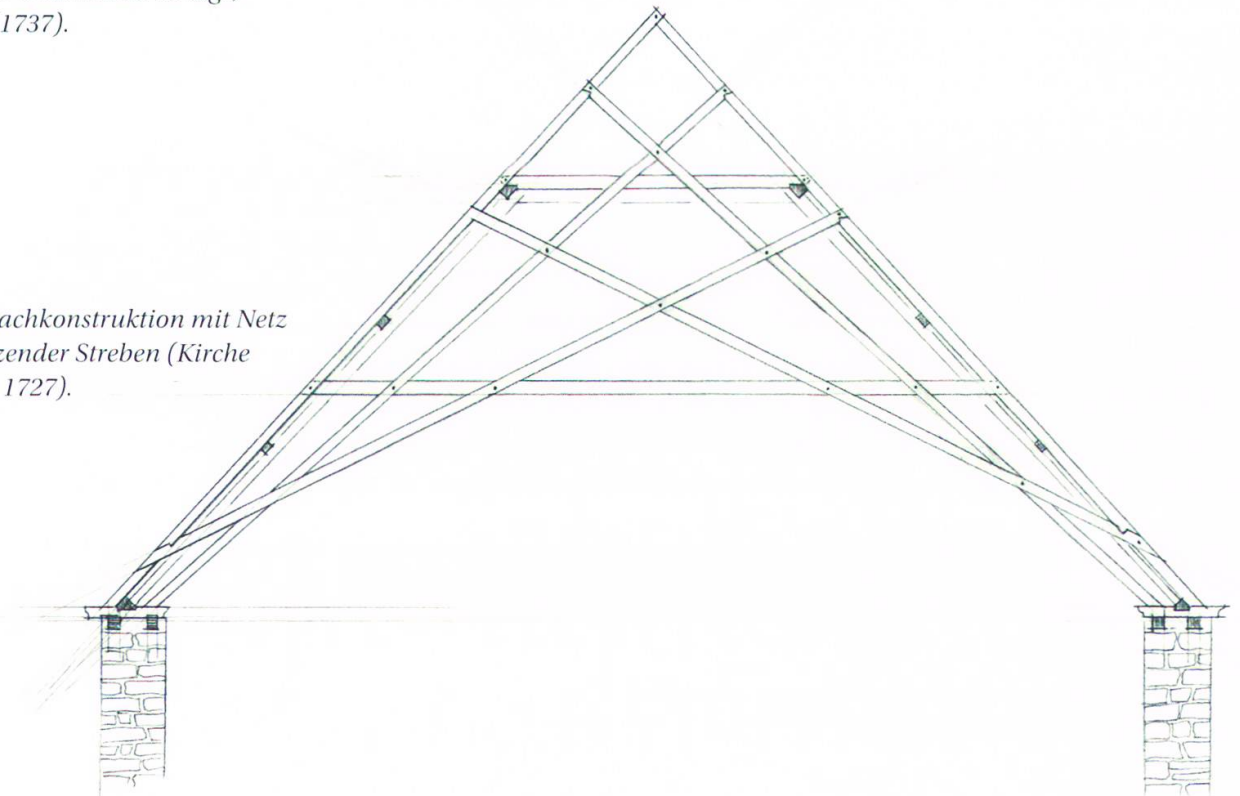 1737).
achkonstruktion mit Netz
zender Streben (Kirche
1727).